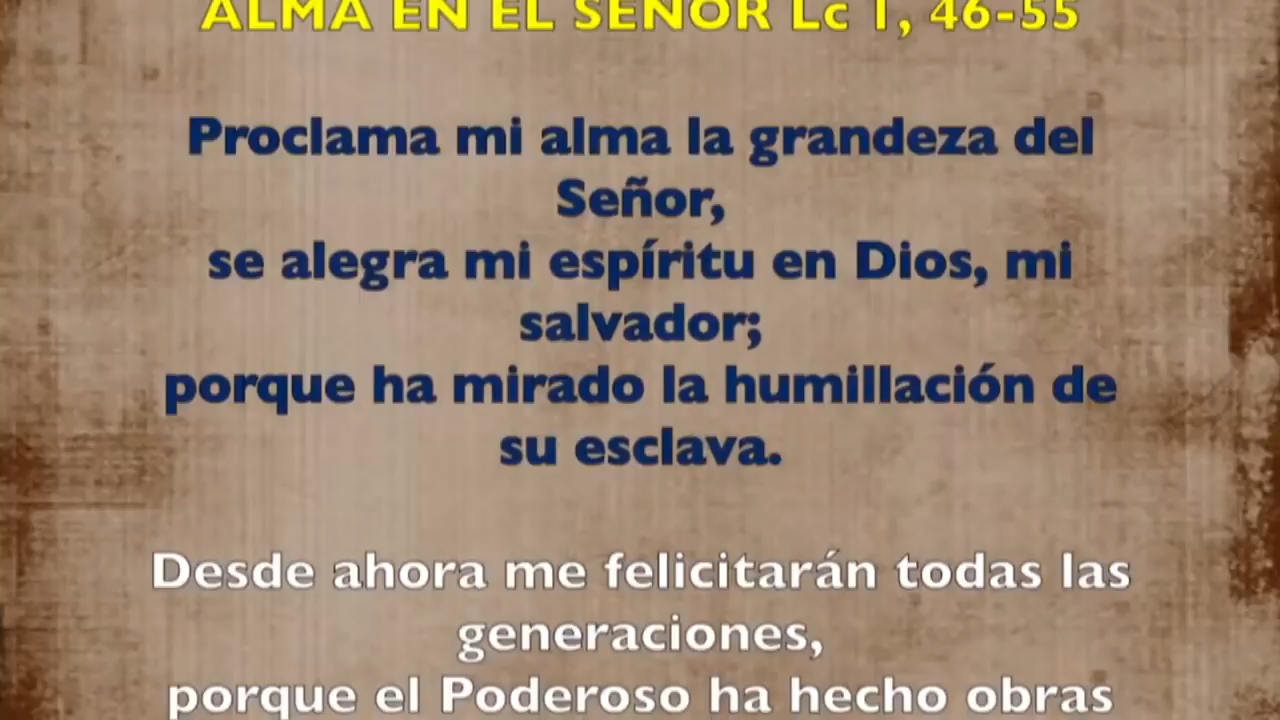 ALMA EN EL SEÑOR Lc 1, 46-55
Proclama mi alma la grandeza del
Señor,
se alegra mi espíritu en Dios, mi
salvador;
porque ha mirado la humillación de
su esclava.
Desde ahora me felicitarán todas las
generaciones,
porque el Poderoso ha hecho obras